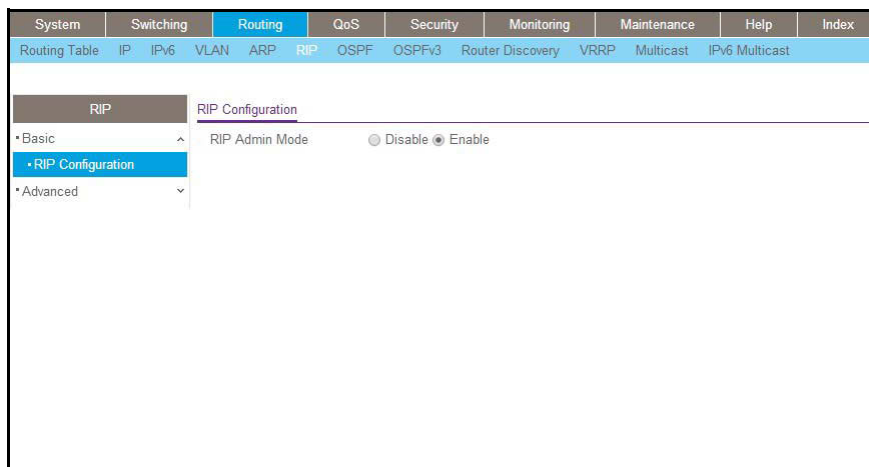 System Switching Routing QoS Security Monitoring Maintenance Help Index
Routing Table IP IPv6 VLAN ARP RIP OSPF OSPFv3 Router Discovery VRRP Multicast IPv6 Multicast
RIP
Basic
RIP Configuration
Advanced
RIP Configuration
RIP Admin Mode Disable Enable